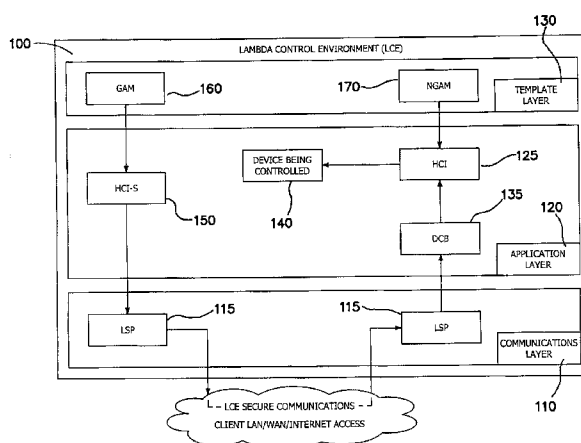 100
LAMBDA CONTROL ENVIRONMENT (LCE)
130
GAM
160
170
NGAM
TEMPLATE
LAYER
DEVICE BEING
CONTROLLED
140
HCI
125
HCI-S
150
135
DCB
120
APPLICATION
LAYER
LSP
115
115
LSP
COMMUNICATIONS
LAYER
110
LCE SECURE COMMUNICATIONS
CLIENT LAN/WAN/INTERNET ACCESS